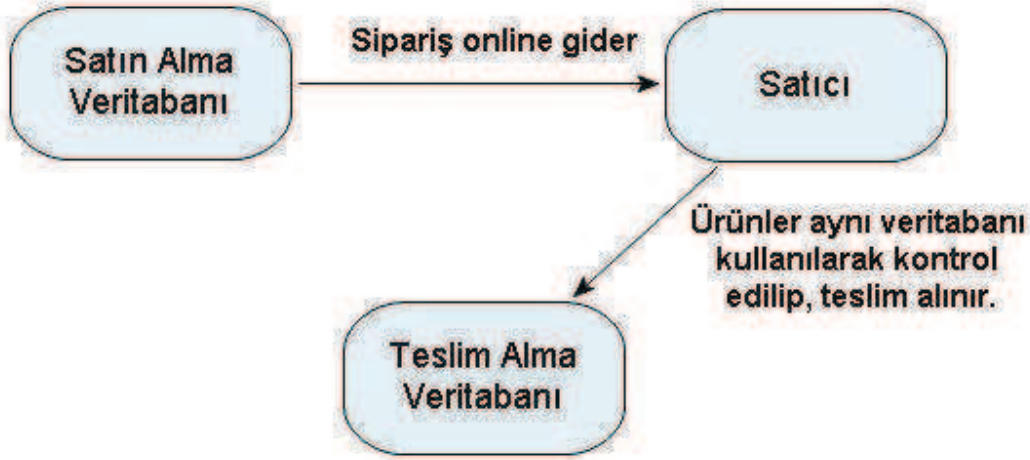 Satın Alma
Veritabanı
Sipariş online gider
Satıcı
Ürünler aynı veritabanı
kullanılarak kontrol
edilip, teslim alınır.
Teslim Alma
Veritabanı